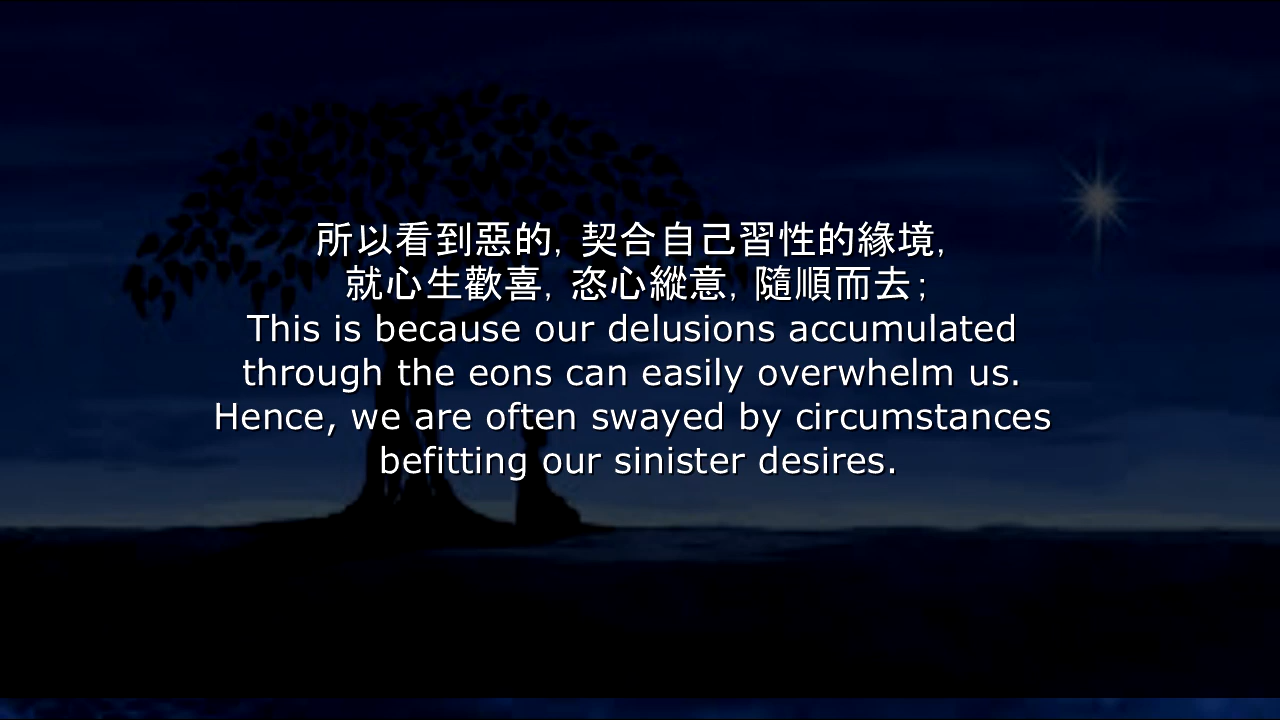 所以看到惡的, 契合自己習性的緣境,
就心生歡喜, 恣心縱意, 隨順而去;
This is because our delusions accumulated
through the eons can easily overwhelm us.
Hence, we are often swayed by circumstances
befitting our sinister desires.